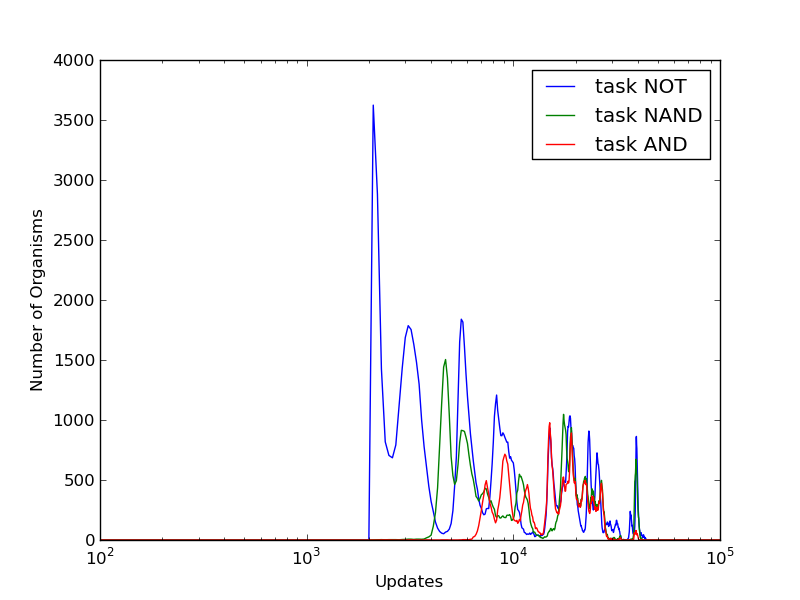 4000
3500
3000
2500
2000
1500
1000
500
0
Number of Organisms
task NOT
task NAND
task AND
10²
10³
10⁴
10⁵
Updates